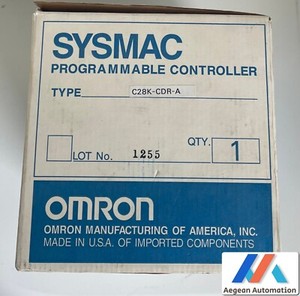 SYSMAC
PROGRAMMABLE CONTROLLER
TYPE C28K-CDR-A
LOT No. 1255
QTY. 1
OMRON
OMRON MANUFACTURING OF AMERICA, INC.
MADE IN U.S.A. OF IMPORTED COMPONENTS
Aegean Automation